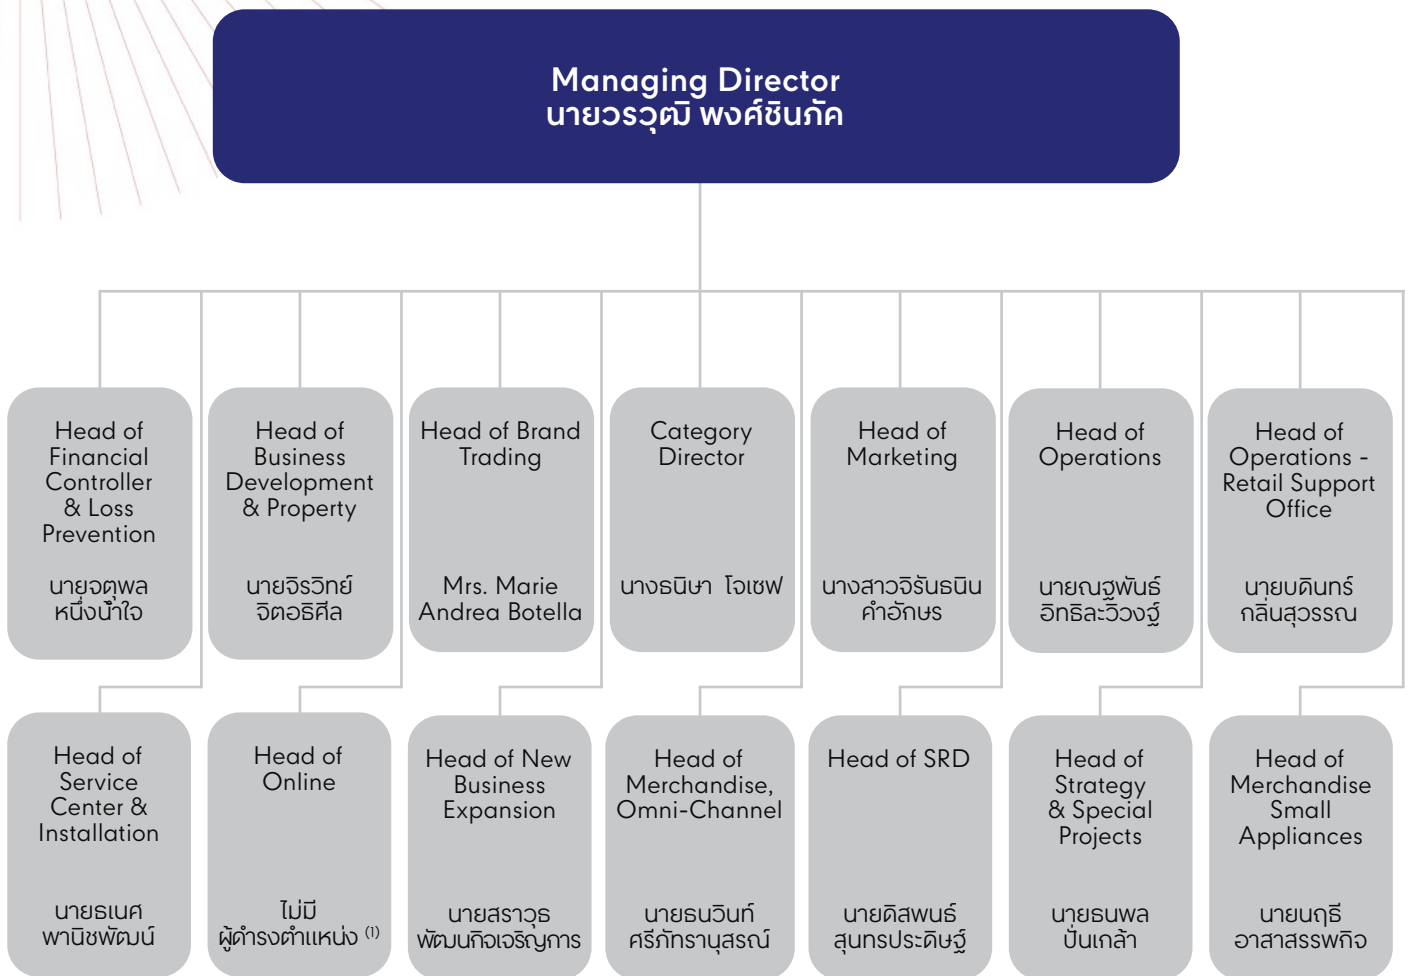 Managing Director
นายวรวุฒิ พงศ์ชินภัค
Head of
Financial
Controller
& Loss
Prevention
นายจตุพล
หนึ่งน้ำใจ
Head of
Business
Development
& Property
นายจิรวิทย์
จิตอธิศีล
Head of Brand
Trading
Mrs. Marie
Andrea Botella
Category
Director
นางธนิษา โจเซฟ
Head of
Marketing
นางสาวจิรันธนิน
คำอักษร
Head of
Operations
นายณฐพันธ์
อิทธิละวิวงฐ์
Head of
Operations -
Retail Support
Office
นายบดินทร์
กลิ่นสุวรรณ
Head of
Service
Center &
Installation
นายธเนศ
พานิชพัฒน์
Head of
Online
ไม่มี
ผู้ดำรงตำแหน่ง (1)
Head of New
Business
Expansion
นายสราวุธ
พัฒนกิจเจริญการ
Head of
Merchandise,
Omni-Channel
นายธนวินท์
ศรีภัทรานุสรณ์
Head of SRD
นายดิสพนธ์
สุนทรประดิษฐ์
Head of
Strategy
& Special
Projects
นายธนพล
ปั่นเกล้า
Head of
Merchandise
Small
Appliances
นายนฤธี
อาสาสรรพกิจ